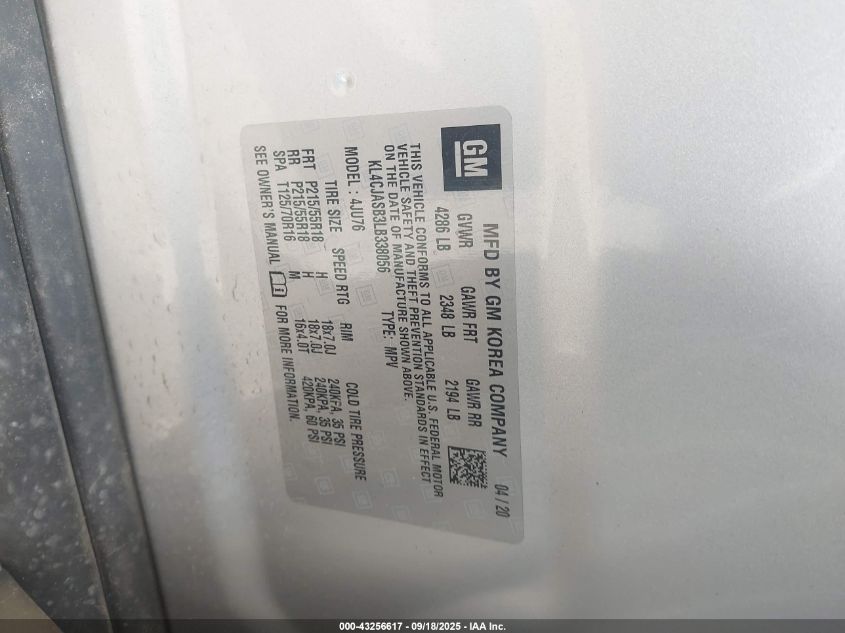 GM
MFD BY GM KOREA COMPANY 04 / 20
GVWR GAWR FRT GAWR RR
4286 LB 2348 LB 2194 LB
THIS VEHICLE CONFORMS TO ALL APPLICABLE U.S. FEDERAL MOTOR
VEHICLE SAFETY AND THEFT PREVENTION STANDARDS IN EFFECT
ON THE DATE OF MANUFACTURE SHOWN ABOVE.
KL4CJASB3LB338056 TYPE: MPV
MODEL : 4JU76
TIRE SIZE SPEED RTG RIM COLD TIRE PRESSURE
FRT P215/55R18 H 18x7.0J 240KPA, 35 PSI
RR P215/55R18 H 18x7.0J 240KPA, 35 PSI
SPA T125/70R16 M 16x4.0T 420KPA, 60 PSI
SEE OWNER'S MANUAL i FOR MORE INFORMATION.
000-43256617 - 09/18/2025 - IAA Inc.